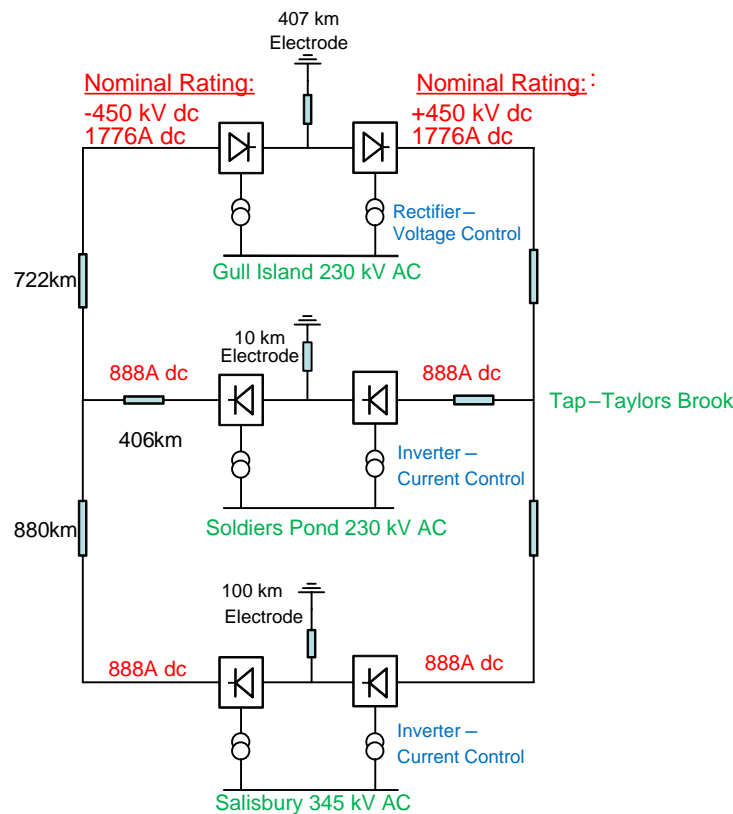 407 km
Electrode
Nominal Rating:
-450 kV dc
1776A dc
Nominal Rating: :
+450 kV dc
1776A dc
Rectifier–
Voltage Control
Gull Island 230 kV AC
722km
10 km
Electrode
888A dc
888A dc
Tap–Taylors Brook
406km
Inverter –
Current Control
Soldiers Pond 230 kV AC
880km
100 km
Electrode
888A dc
888A dc
Inverter –
Current Control
Salisbury 345 kV AC